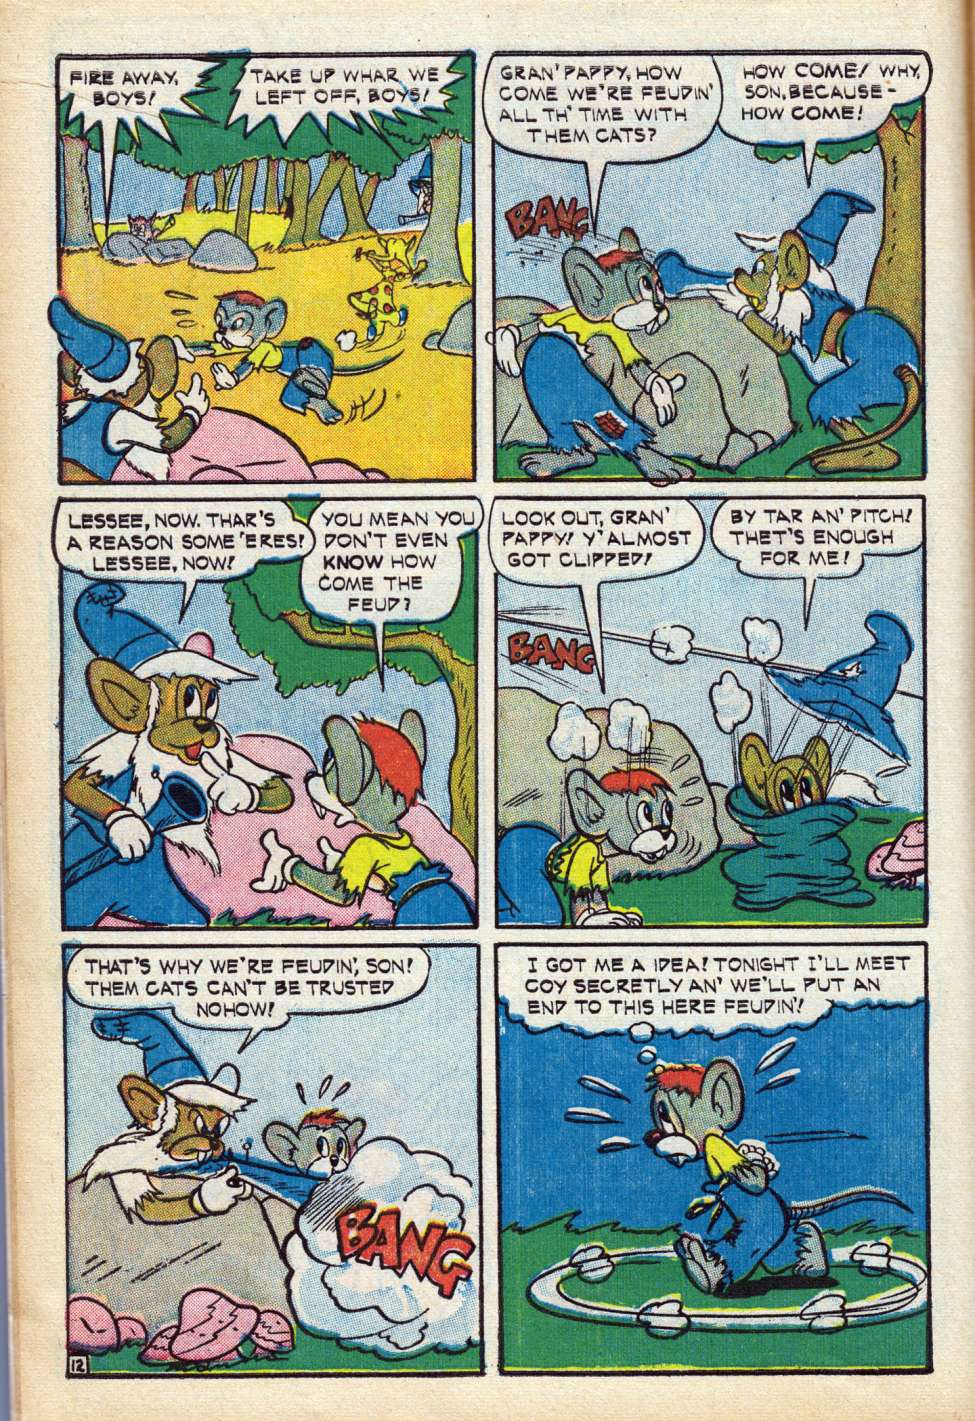 FIRE AWAY,
BOYS!
TAKE UP WHAR WE
LEFT OFF, BOYS!
GRAN' PAPPY, HOW
COME WE'RE FEUDIN'
ALL TH' TIME WITH
THEM CATS?
HOW COME! WHY,
SON, BECAUSE-
HOW COME!
BANG
LESSEE, NOW. THAR'S
A REASON SOME 'ERES!
LESSEE, NOW!
YOU MEAN YOU
DON'T EVEN
KNOW HOW
COME THE
FEUD?
LOOK OUT, GRAN'
PAPPY! Y' ALMOST
GOT CLIPPED!
BY TAR AN' PITCH!
THET'S ENOUGH
FOR ME!
BANG
THAT'S WHY WE'RE FEUDIN', SON!
THEM CATS CAN'T BE TRUSTED
NOHOW!
BANG
12
I GOT ME A IDEA! TONIGHT I'LL MEET
COY SECRETLY AN' WE'LL PUT AN
END TO THIS HERE FEUDIN'!